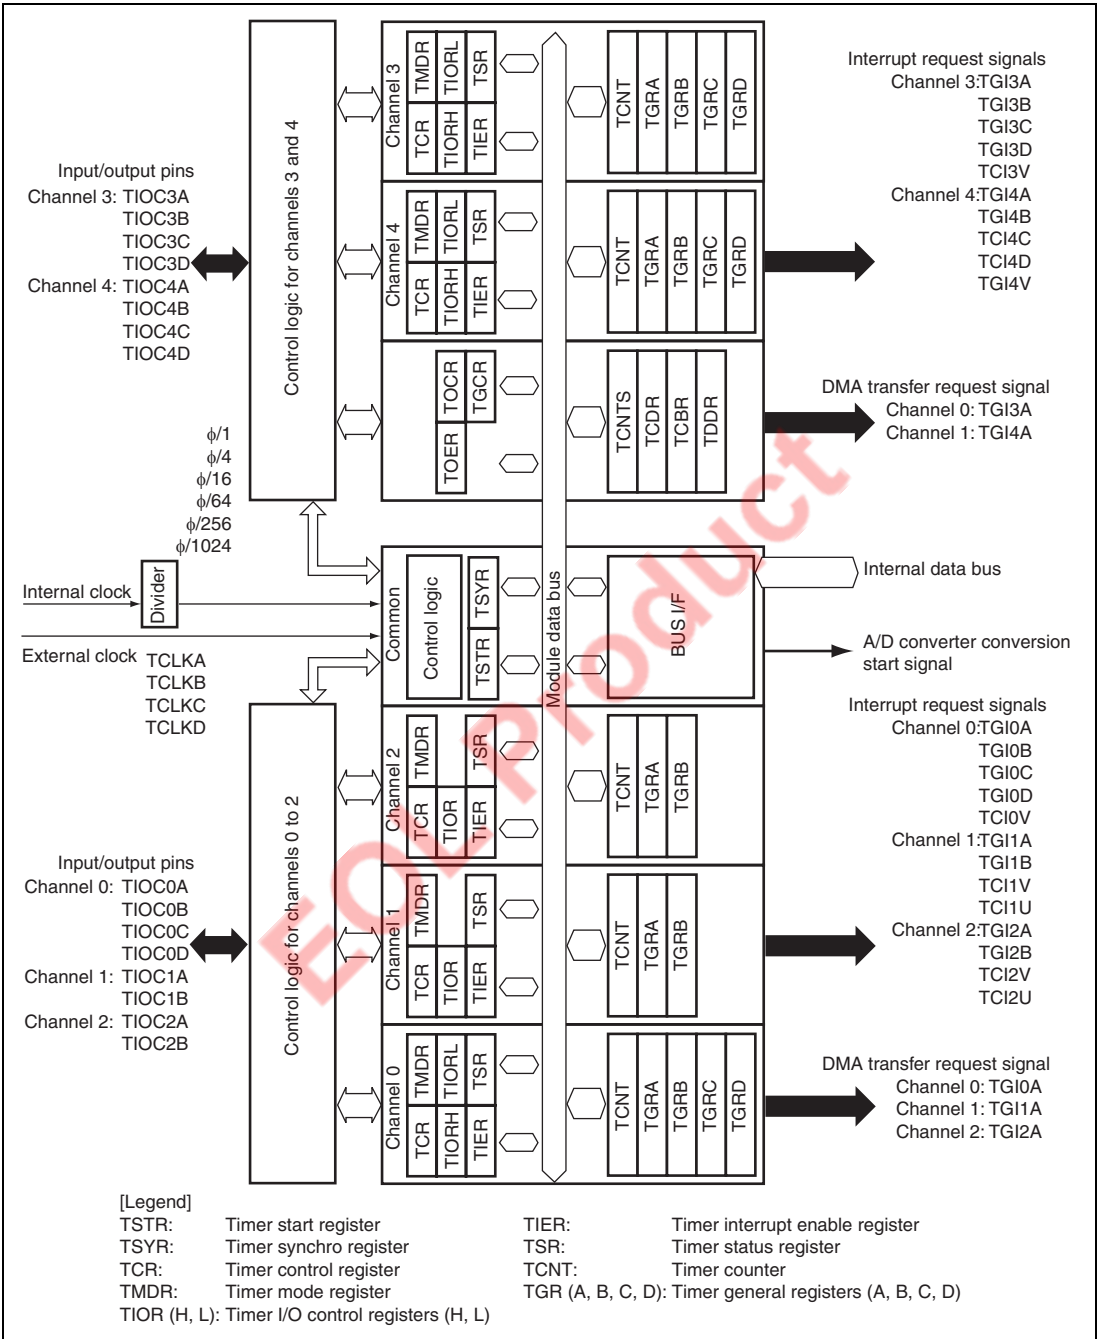 Channel 3
TMDR
TIORL
TSR
TCR
TIORH
TIER
TCNT
TGRA
TGRB
TGRC
TGRD
Interrupt request signals
Channel 3:TGI3A
TGI3B
TGI3C
TGI3D
TCI3V
Channel 4:TGI4A
TGI4B
TCI4C
TCI4D
TGI4V
Control logic for channels 3 and 4
Input/output pins
Channel 3: TIOC3A
TIOC3B
TIOC3C
TIOC3D
Channel 4: TIOC4A
TIOC4B
TIOC4C
TIOC4D
Channel 4
TMDR
TIORL
TSR
TCR
TIORH
TIER
TCNT
TGRA
TGRB
TGRC
TGRD
TOCR
TGCR
TOER
TCNTS
TCDR
TCBR
TDDR
DMA transfer request signal
Channel 0: TGI3A
Channel 1: TGI4A
ϕ/1
ϕ/4
ϕ/16
ϕ/64
ϕ/256
ϕ/1024
Internal clock
Divider
External clock
TCLKA
TCLKB
TCLKC
TCLKD
Common
Control logic
TSYR
TSTR
Module data bus
BUS I/F
Internal data bus
A/D converter conversion
start signal
Channel 2
TMDR
TSR
TCR
TIOR
TIER
TCNT
TGRA
TGRB
Interrupt request signals
Channel 0:TGI0A
TGI0B
TGI0C
TGI0D
TCI0V
Channel 1:TGI1A
TGI1B
TCI1V
TCI1U
Channel 2:TGI2A
TGI2B
TCI2V
TCI2U
Control logic for channels 0 to 2
Input/output pins
Channel 0: TIOC0A
TIOC0B
TIOC0C
TIOC0D
Channel 1: TIOC1A
TIOC1B
Channel 2: TIOC2A
TIOC2B
Channel 1
TMDR
TSR
TCR
TIOR
TIER
TCNT
TGRA
TGRB
Channel 0
TMDR
TIORL
TSR
TCR
TIORH
TIER
TCNT
TGRA
TGRB
TGRC
TGRD
DMA transfer request signal
Channel 0: TGI0A
Channel 1: TGI1A
Channel 2: TGI2A
EOL Product
[Legend]
TSTR: Timer start register
TSYR: Timer synchro register
TCR: Timer control register
TMDR: Timer mode register
TIOR (H, L): Timer I/O control registers (H, L)
TIER: Timer interrupt enable register
TSR: Timer status register
TCNT: Timer counter
TGR (A, B, C, D): Timer general registers (A, B, C, D)